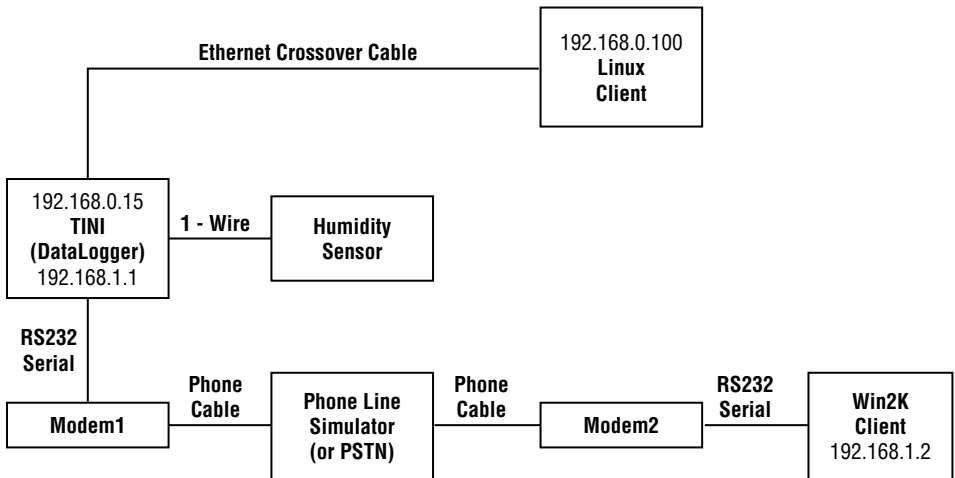 Ethernet Crossover Cable
192.168.0.100
Linux
Client
192.168.0.15
TINI
(DataLogger)
192.168.1.1
1 - Wire
Humidity
Sensor
RS232
Serial
Modem1
Phone
Cable
Phone Line
Simulator
(or PSTN)
Phone
Cable
Modem2
RS232
Serial
Win2K
Client
192.168.1.2